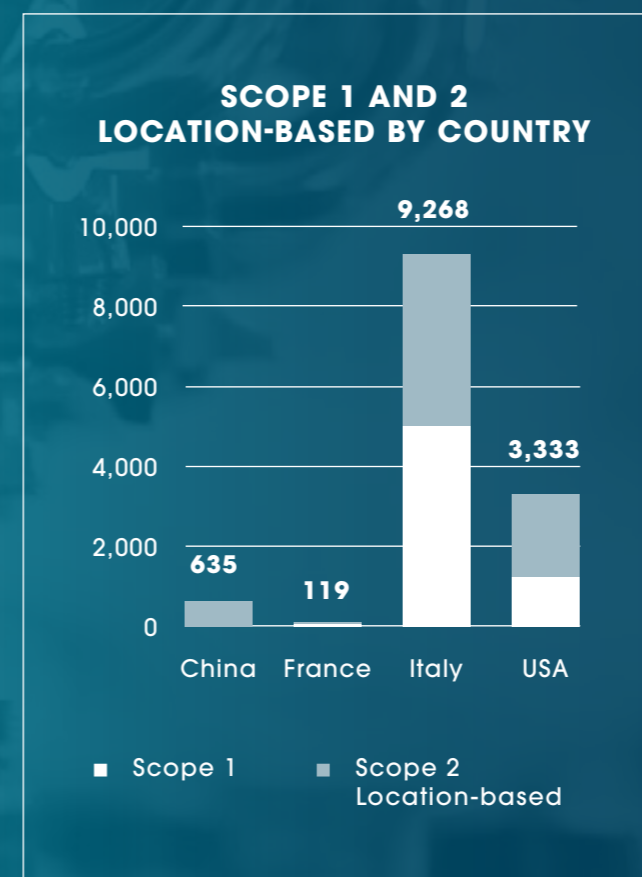 SCOPE 1 AND 2
LOCATION-BASED BY COUNTRY
9,268
10,000
8,000
6,000
3,333
4,000
2,000
635
119
0
China France Italy USA
Scope 1
Scope 2
Location-based